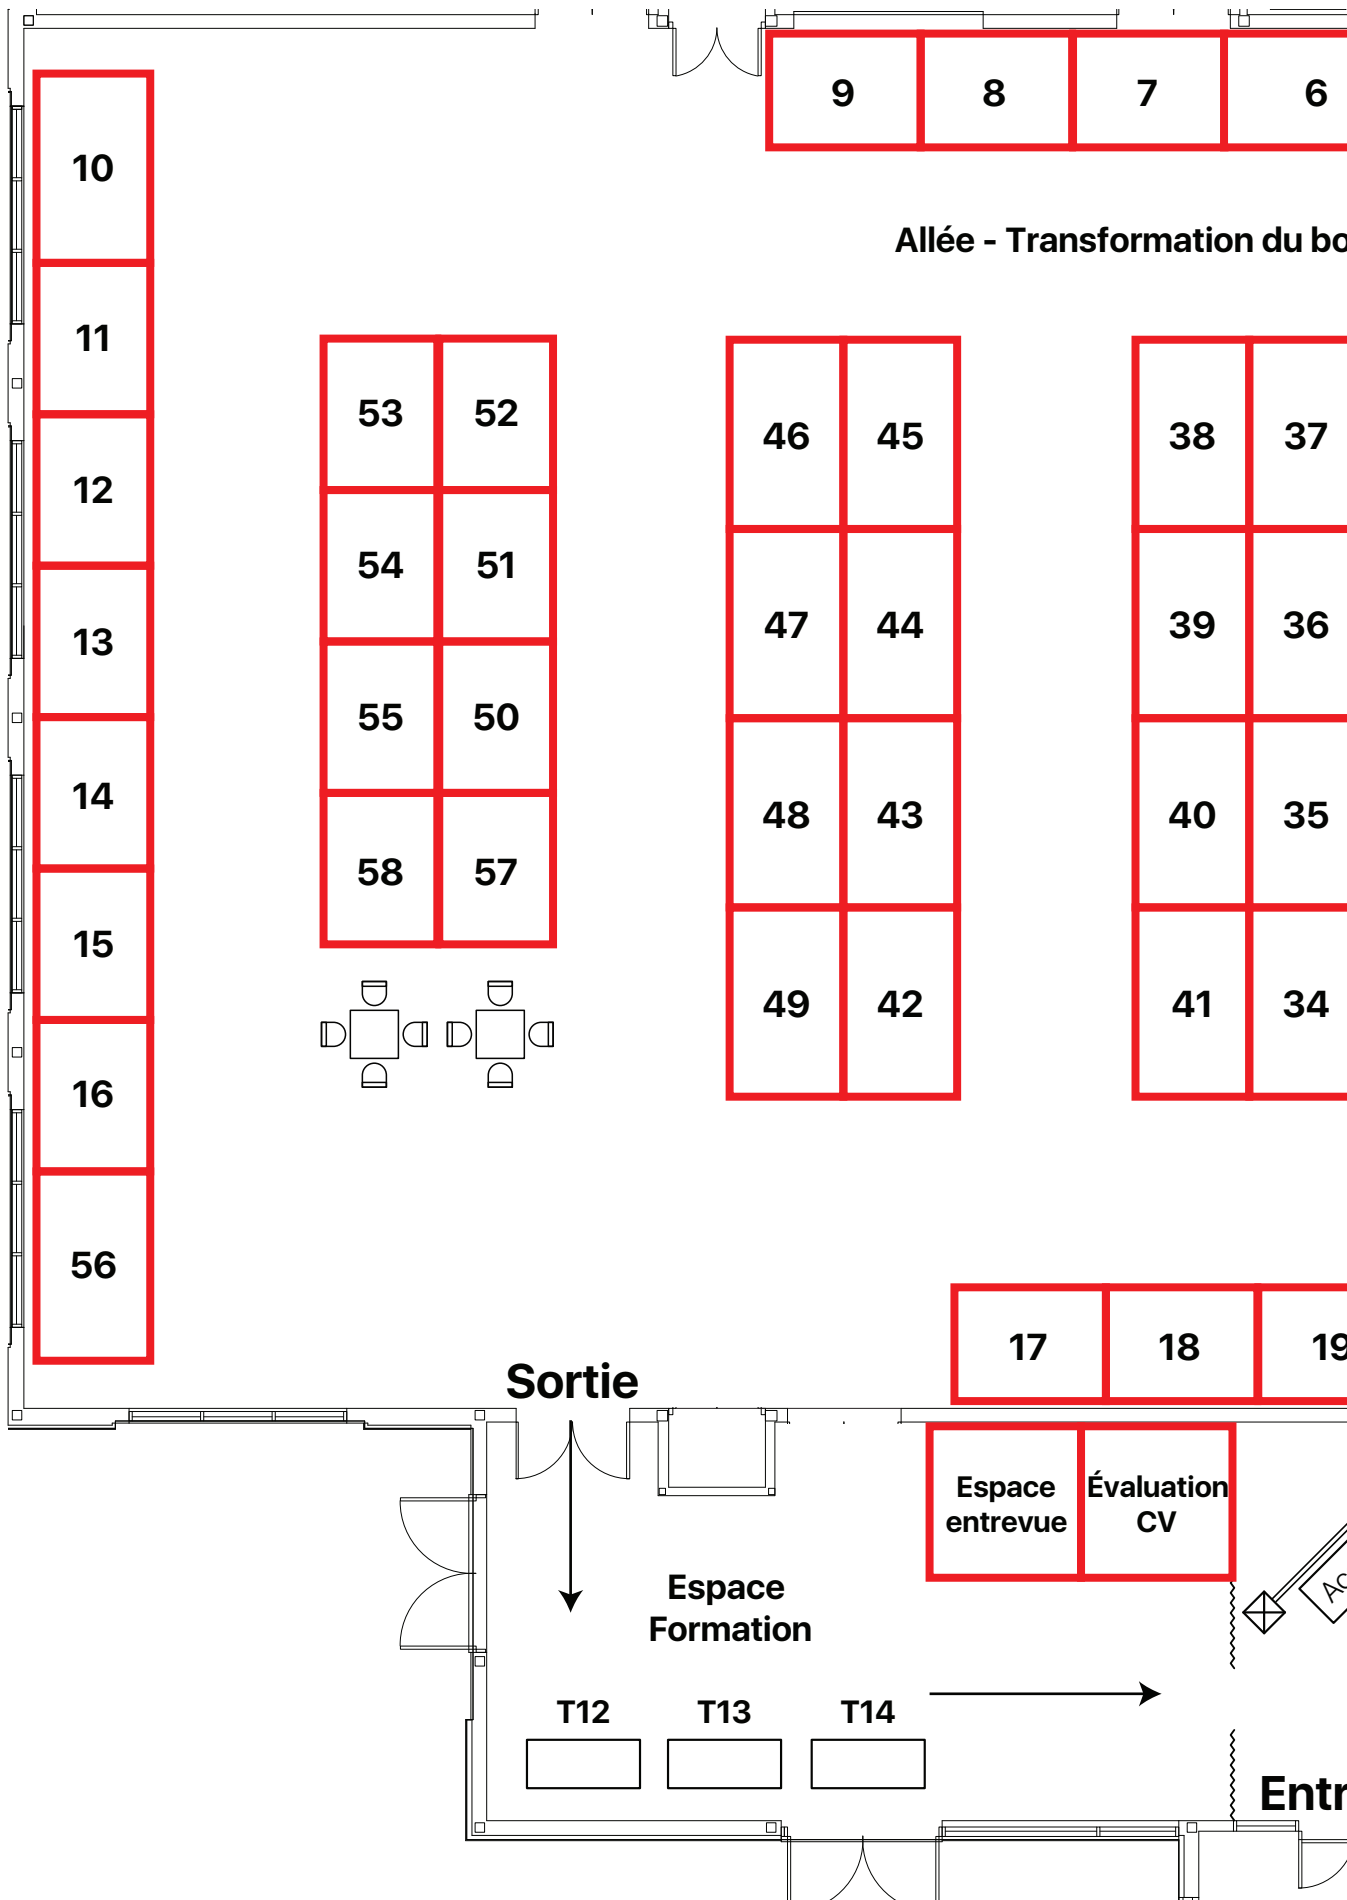 9 8 7 6
10
Allée - Transformation du bo
11
53 52
46 45 38 37
12
54 51
47 44 39 36
13
55 50
14
48 43 40 35
58 57
15
49 42 41 34
16
56
17 18 19
Sortie
Espace
entrevue
Évaluation
CV
Ac
Espace
Formation
T12 T13 T14
Entr